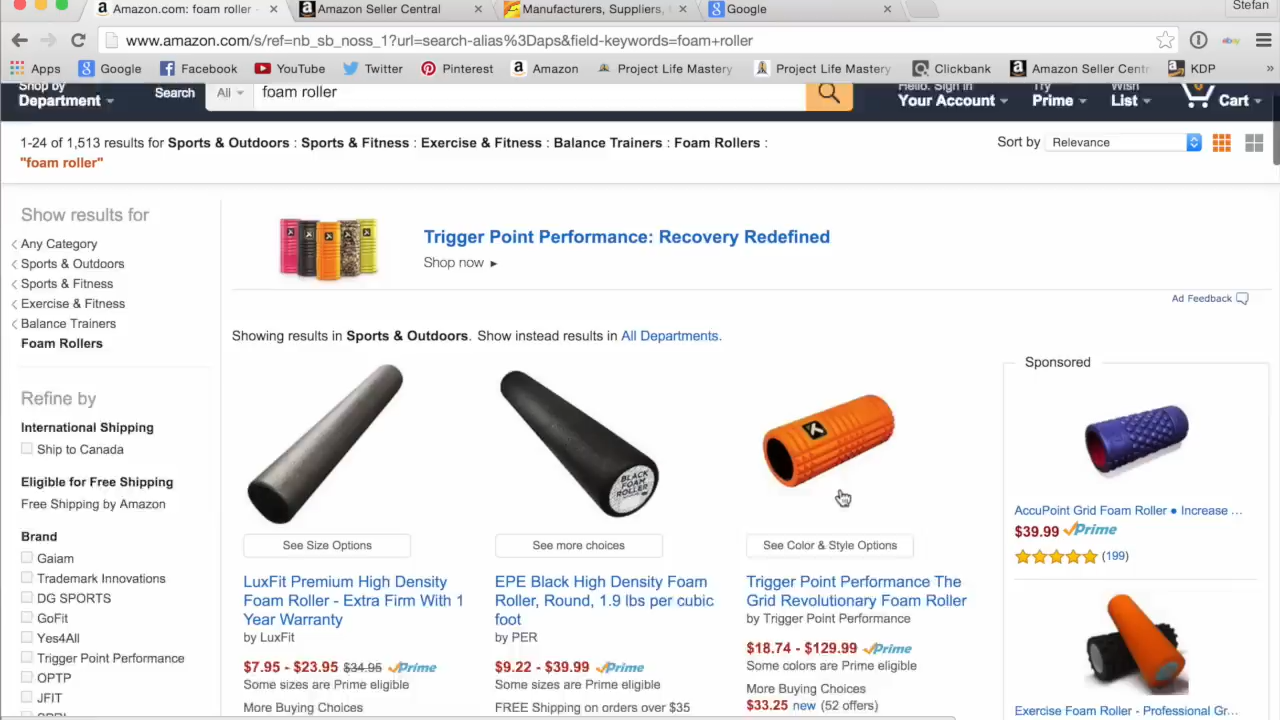 Amazon.com: foam roller -
Amazon Seller Central
Manufacturers, Suppliers,
Google
Stefan
www.amazon.com/s/ref=nb_sb_noss_1?url=search-alias%3Daps&field-keywords=foam+roller
Apps
Google
Facebook
YouTube
Twitter
Pinterest
Amazon
Project Life Mastery
Project Life Mastery
Clickbank
Amazon Seller Centr
KDP
»
Shop by
Department
Search
All
foam roller
Hello. Sign in
Your Account
Try
Prime
Wish
List
Cart
1-24 of 1,513 results for Sports & Outdoors : Sports & Fitness : Exercise & Fitness : Balance Trainers : Foam Rollers :
"foam roller"
Sort by
Relevance
Show results for
Any Category
Sports & Outdoors
Sports & Fitness
Exercise & Fitness
Balance Trainers
Foam Rollers
Refine by
International Shipping
Ship to Canada
Eligible for Free Shipping
Free Shipping by Amazon
Brand
Gaiam
Trademark Innovations
DG SPORTS
GoFit
Yes4All
Trigger Point Performance
OPTP
JFIT
Trigger Point Performance: Recovery Redefined
Shop now ▸
Ad Feedback
Showing results in Sports & Outdoors. Show instead results in All Departments.
See Size Options
LuxFit Premium High Density
Foam Roller - Extra Firm With 1
Year Warranty
by LuxFit
$7.95 - $23.95 $34.95 Prime
Some sizes are Prime eligible
More Buying Choices
BLACK
FOAM
ROLLER
See more choices
EPE Black High Density Foam
Roller, Round, 1.9 lbs per cubic
foot
by PER
$9.22 - $39.99 Prime
Some sizes are Prime eligible
FREE Shipping on orders over $35
See Color & Style Options
Trigger Point Performance The
Grid Revolutionary Foam Roller
by Trigger Point Performance
$18.74 - $129.99 Prime
Some colors are Prime eligible
More Buying Choices
$33.25 new (52 offers)
Sponsored
AccuPoint Grid Foam Roller ● Increase ...
$39.99 Prime
(199)
Exercise Foam Roller - Professional Gr...